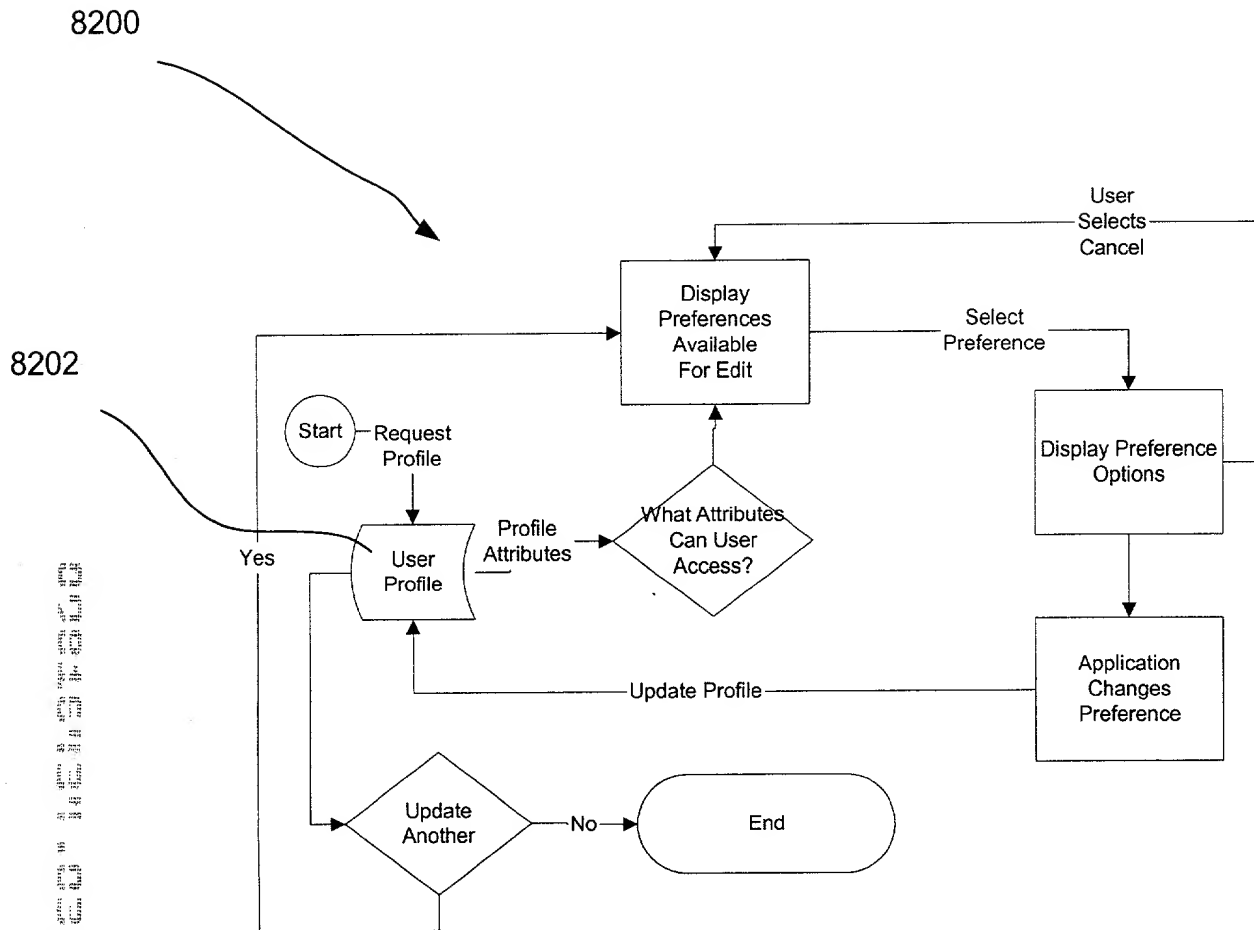 8200
User
Selects
Cancel
Display
Preferences
Available
For Edit
Select
Preference
8202
Start
Request
Profile
Display Preference
Options
What Attributes
Can User
Access?
Profile
Attributes
User
Profile
Yes
Application
Changes
Preference
Update Profile
Update
Another
No
End